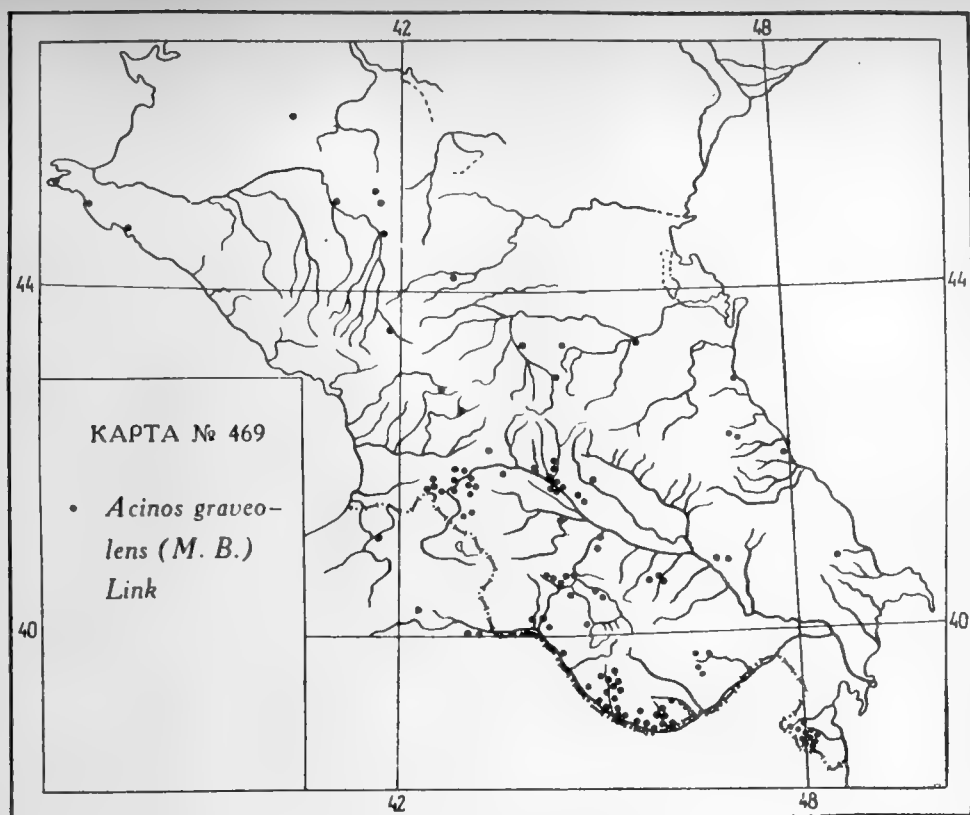 42 48
44 44
КАРТА № 469
Acinos graveo-
lens (M. B.)
Link
40 40
42 48